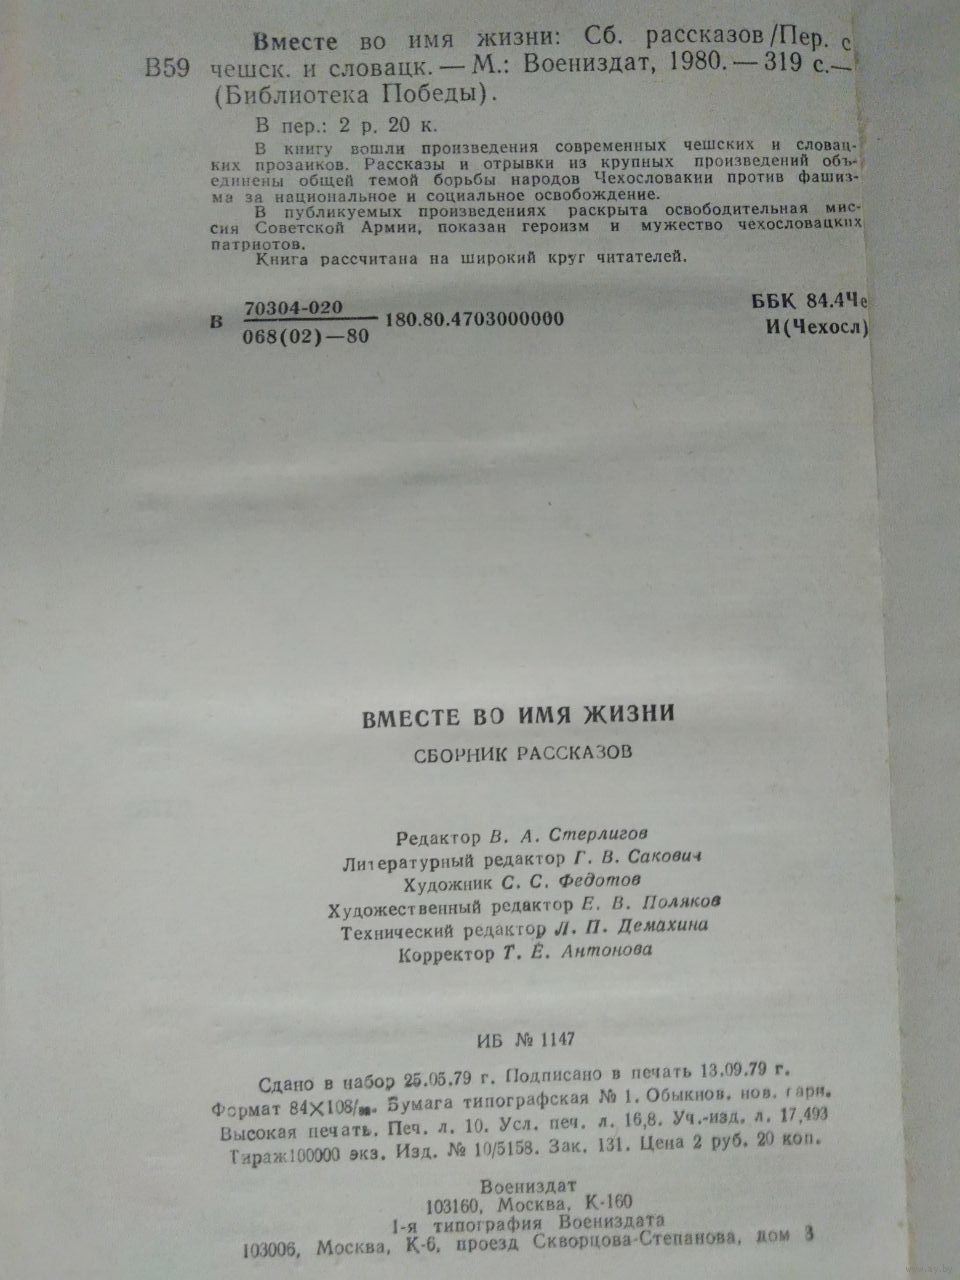 Вместе во имя жизни: Сб. рассказов/Пер. с
В59 чешск. и словацк. — М.: Воениздат, 1980. — 319 с.—
(Библиотека Победы).
В пер.: 2 р. 20 к.
В книгу вошли произведения современных чешских и словац-
ких прозаиков. Рассказы и отрывки из крупных произведений объ-
единены общей темой борьбы народов Чехословакии против фашиз-
ма за национальное и социальное освобождение.
В публикуемых произведениях раскрыта освободительная мис-
сия Советской Армии, показан героизм и мужество чехословацких
патриотов.
Книга рассчитана на широкий круг читателей.
В 70304-020 180.80.4703000000 ББК 84.4Че
068(02)—80 И(Чехосл)
ВМЕСТЕ ВО ИМЯ ЖИЗНИ
СБОРНИК РАССКАЗОВ
Редактор В. А. Стерлигов
Литературный редактор Г. В. Сакович
Художник С. С. Федотов
Художественный редактор Е. В. Поляков
Технический редактор Л. П. Демахина
Корректор Т. Е. Антонова
ИБ № 1147
Сдано в набор 25.05.79 г. Подписано в печать 13.09.79 г.
Формат 84×108/ Бумага типографская № 1. Обыкнов. нов. гарн.
Высокая печать. Печ. л. 10. Усл. печ. л. 16,8. Уч.-изд. л. 17,493
Тираж 100000 экз. Изд. № 10/5158. Зак. 131. Цена 2 руб. 20 коп.
Воениздат
103160, Москва, К-160
1-я типография Воениздата
103006, Москва, К-6, проезд Скворцова-Степанова, дом 3
www.ay.by